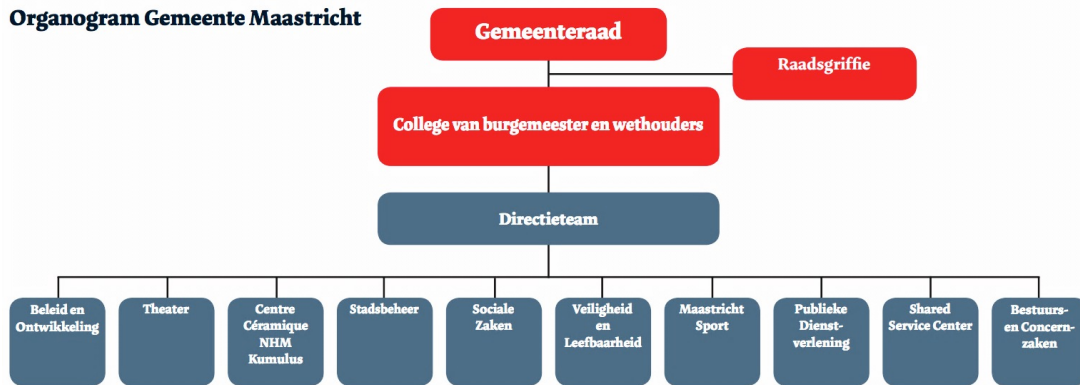 Organogram Gemeente Maastricht
Gemeenteraad
Raadsgriffie
College van burgemeester en wethouders
Directieteam
Beleid en
Ontwikkeling
Theater
Centre
Céramique
NHM
Kumulus
Stadsbeheer
Sociale
Zaken
Veiligheid
en
Leefbaarheid
Maastricht
Sport
Publieke
Dienst-
verlening
Shared
Service Center
Bestuurs-
en Concern-
zaken